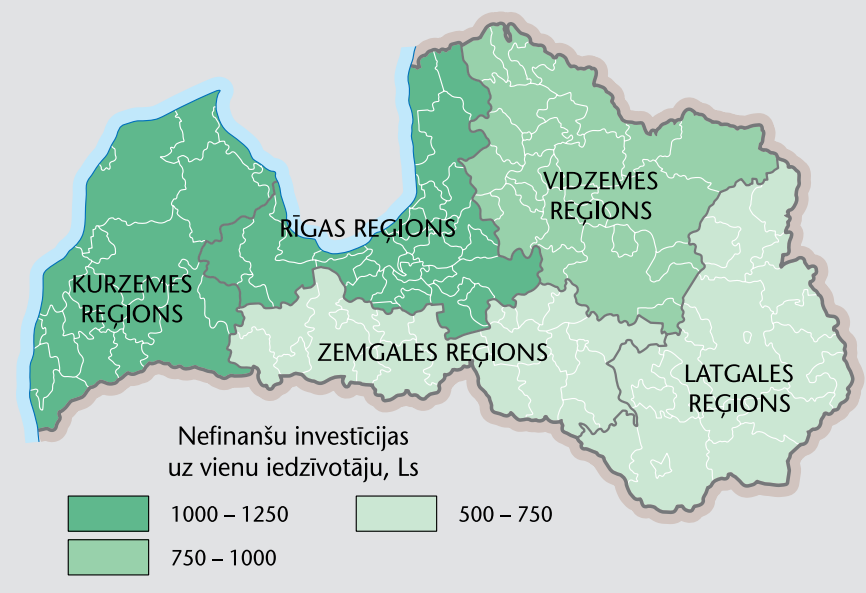 VIDZEMES
REĢIONS
RĪGAS REĢIONS
KURZEMES
REĢIONS
ZEMGALES REĢIONS
LATGALES
REĢIONS
Nefinanšu investīcijas
uz vienu iedzīvotāju, Ls
1000 – 1250
500 – 750
750 – 1000